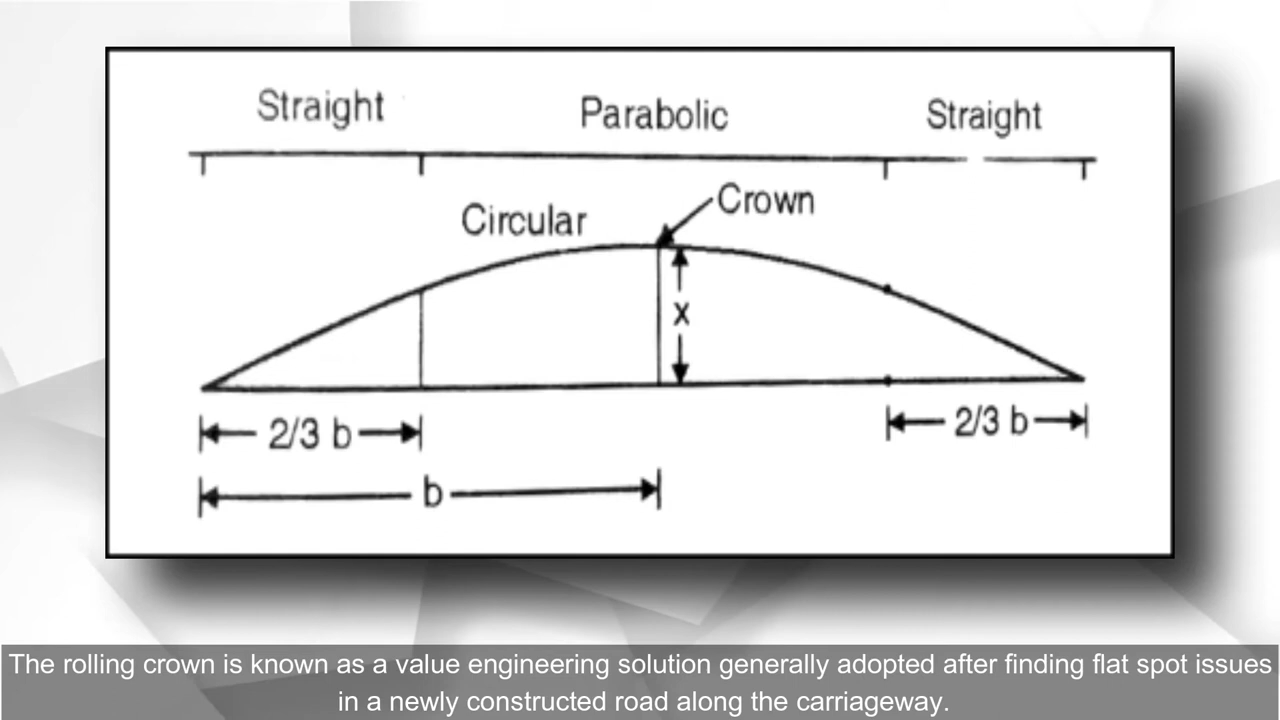 Straight Parabolic Straight
Crown
Circular
x
2/3 b 2/3 b
b
The rolling crown is known as a value engineering solution generally adopted after finding flat spot issues
in a newly constructed road along the carriageway.